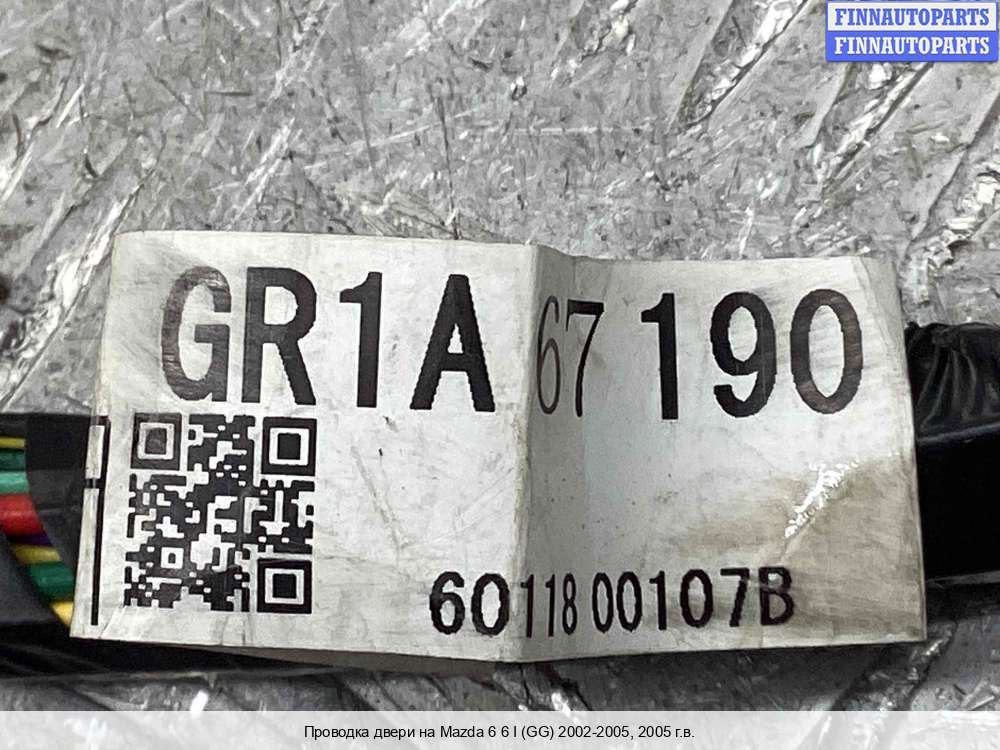 FINNAUTOPARTS
FINNAUTOPARTS
GR1A 67 190
60118 00107B
Проводка двери на Mazda 6 6 I (GG) 2002-2005, 2005 г.в.